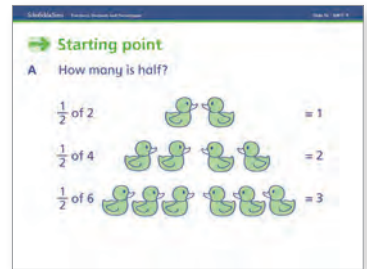 Starting point
A How many is half?
1/2 of 2 = 1
1/2 of 4 = 2
1/2 of 6 = 3